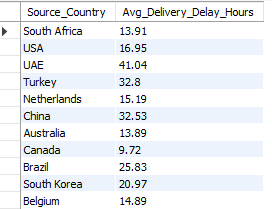 Source_Country Avg_Delivery_Delay_Hours
South Africa 13.91
USA 16.95
UAE 41.04
Turkey 32.8
Netherlands 15.19
China 32.53
Australia 13.89
Canada 9.72
Brazil 25.83
South Korea 20.97
Belgium 14.89